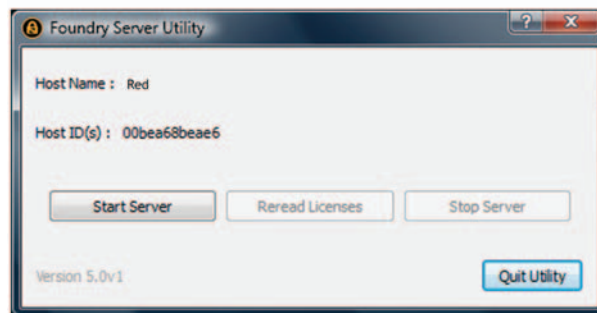 Foundry Server Utility
Host Name : Red
Host ID(s) : 00bea68beae6
Start Server Reread Licenses Stop Server
Version 5.0v1 Quit Utility